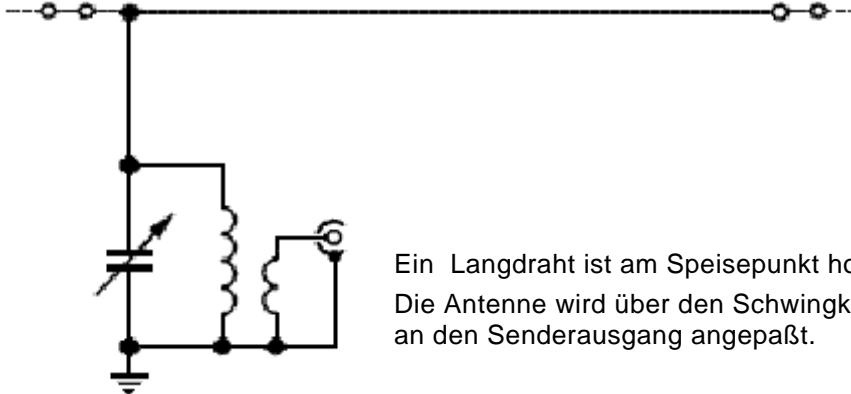 Ein Langdraht ist am Speisepunkt
Die Antenne wird über den
an den Senderausgang angepaßt.